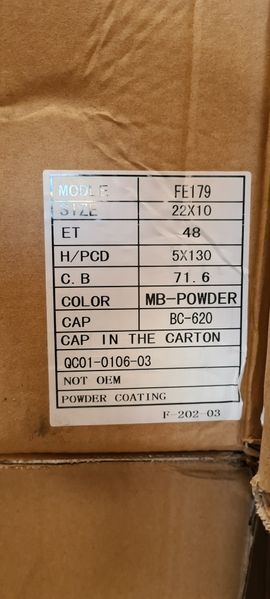 MODLE FE179
SIZE 22X10
ET 48
H/PCD 5X130
C.B 71.6
COLOR MB-POWDER
CAP BC-620
CAP IN THE CARTON
QC01-0106-03
NOT OEM
POWDER COATING
F-202-03